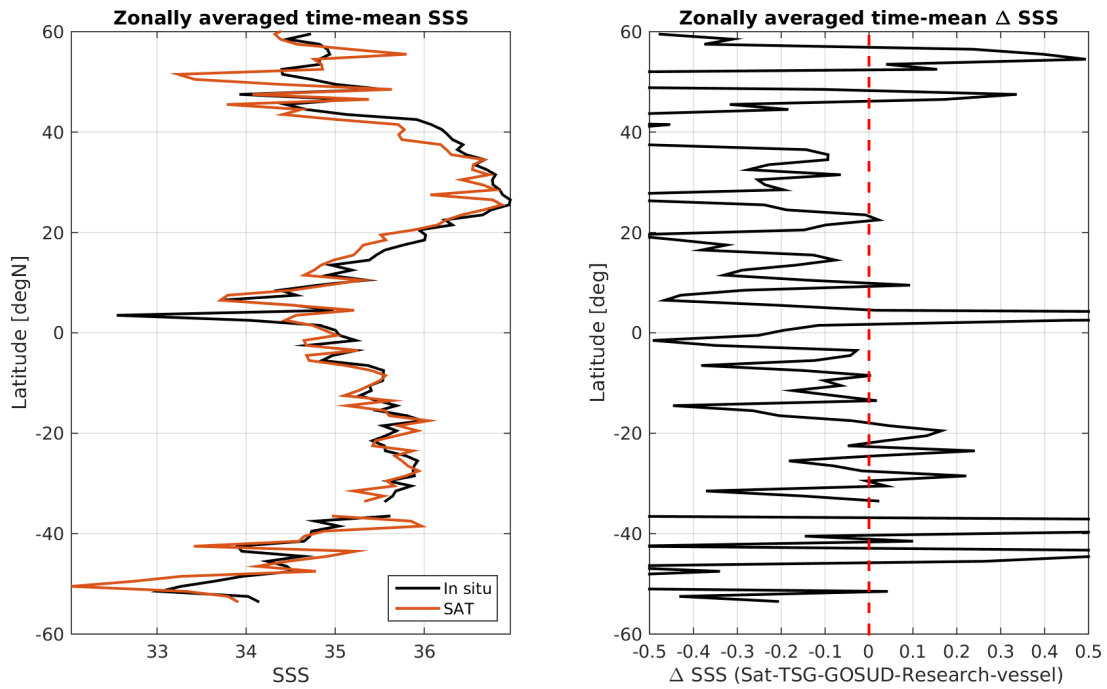 Zonally averaged time-mean SSS
60
40
20
0
-20
-40
-60
Latitude [degN]
33
34
35
36
SSS
In situ
SAT
Zonally averaged time-mean Δ SSS
60
40
20
0
-20
-40
-60
Latitude [deg]
-0.5 -0.4 -0.3 -0.2 -0.1 0 0.1 0.2 0.3 0.4 0.5
Δ SSS (Sat-TSG-GOSUD-Research-vessel)